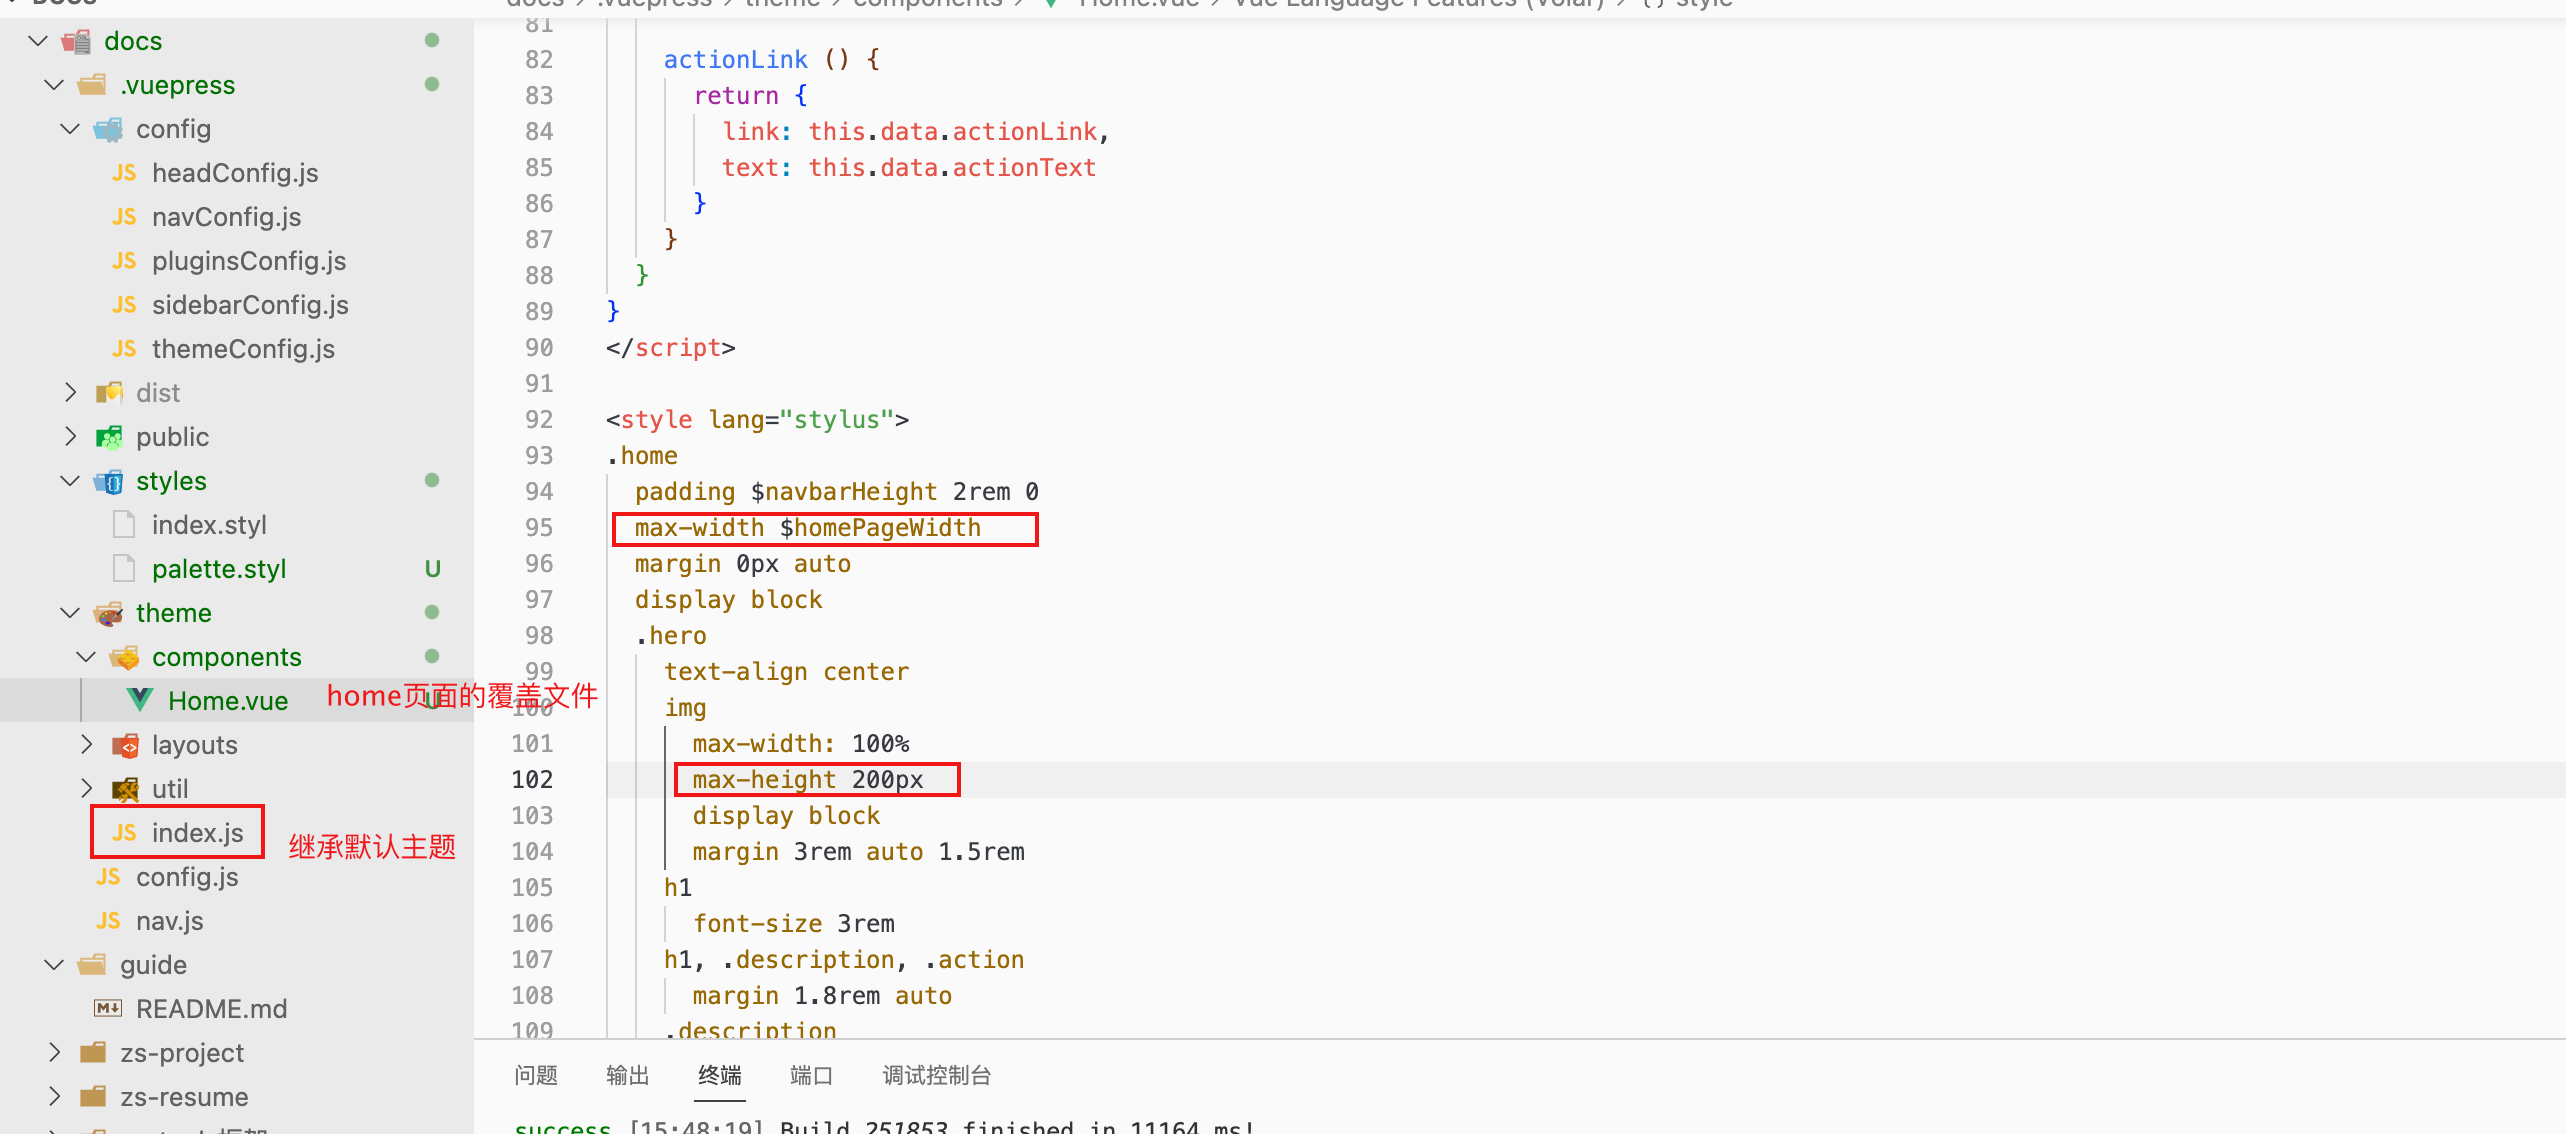 DOCS
docs
.vuepress
config
JS headConfig.js
JS navConfig.js
JS pluginsConfig.js
JS sidebarConfig.js
JS themeConfig.js
dist
public
styles
index.styl
palette.styl U
theme
components
Home.vue U
home页面的覆盖文件
layouts
util
JS index.js
继承默认主题
JS config.js
JS nav.js
guide
README.md
zs-project
zs-resume
docs > .vuepress > theme > components > Home.vue > Vue Language Features (Volar) > {} style
81
82 actionLink () {
83 return {
84 link: this.data.actionLink,
85 text: this.data.actionText
86 }
87 }
88 }
89 }
90 </script>
91
92 <style lang="stylus">
93 .home
94 padding $navbarHeight 2rem 0
95 max-width $homePageWidth
96 margin 0px auto
97 display block
98 .hero
99 text-align center
100 img
101 max-width: 100%
102 max-height 200px
103 display block
104 margin 3rem auto 1.5rem
105 h1
106 font-size 3rem
107 h1, .description, .action
108 margin 1.8rem auto
109 .description
问题 输出 终端 端口 调试控制台
success [15:48:19] Build 251853 finished in 11164 ms!